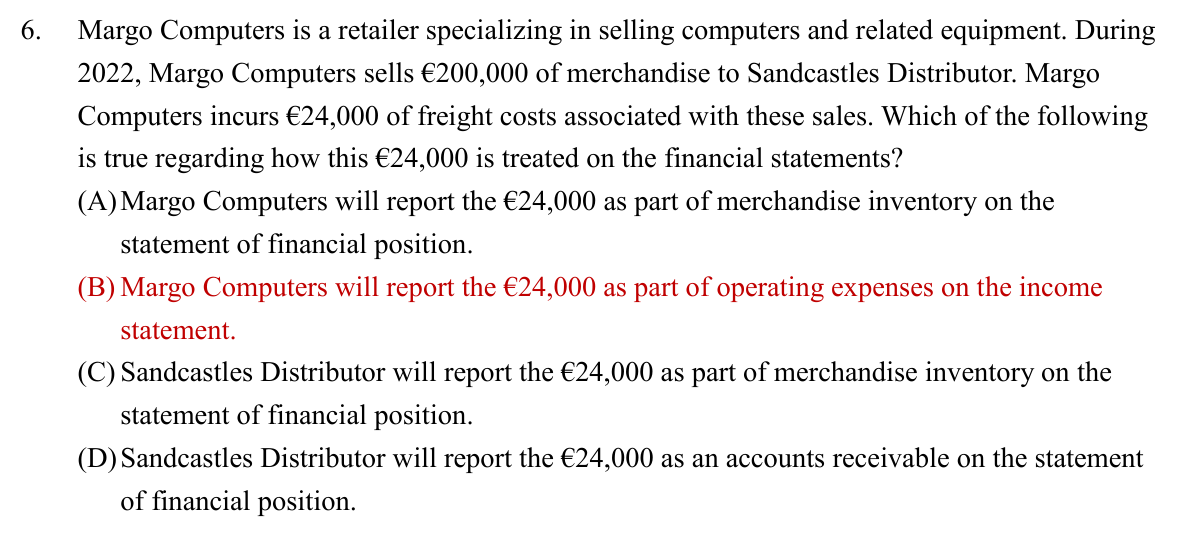 6. Margo Computers is a retailer specializing in selling computers and related equipment. During
2022, Margo Computers sells €200,000 of merchandise to Sandcastles Distributor. Margo
Computers incurs €24,000 of freight costs associated with these sales. Which of the following
is true regarding how this €24,000 is treated on the financial statements?
(A) Margo Computers will report the €24,000 as part of merchandise inventory on the
statement of financial position.
(B) Margo Computers will report the €24,000 as part of operating expenses on the income
statement.
(C) Sandcastles Distributor will report the €24,000 as part of merchandise inventory on the
statement of financial position.
(D) Sandcastles Distributor will report the €24,000 as an accounts receivable on the statement
of financial position.